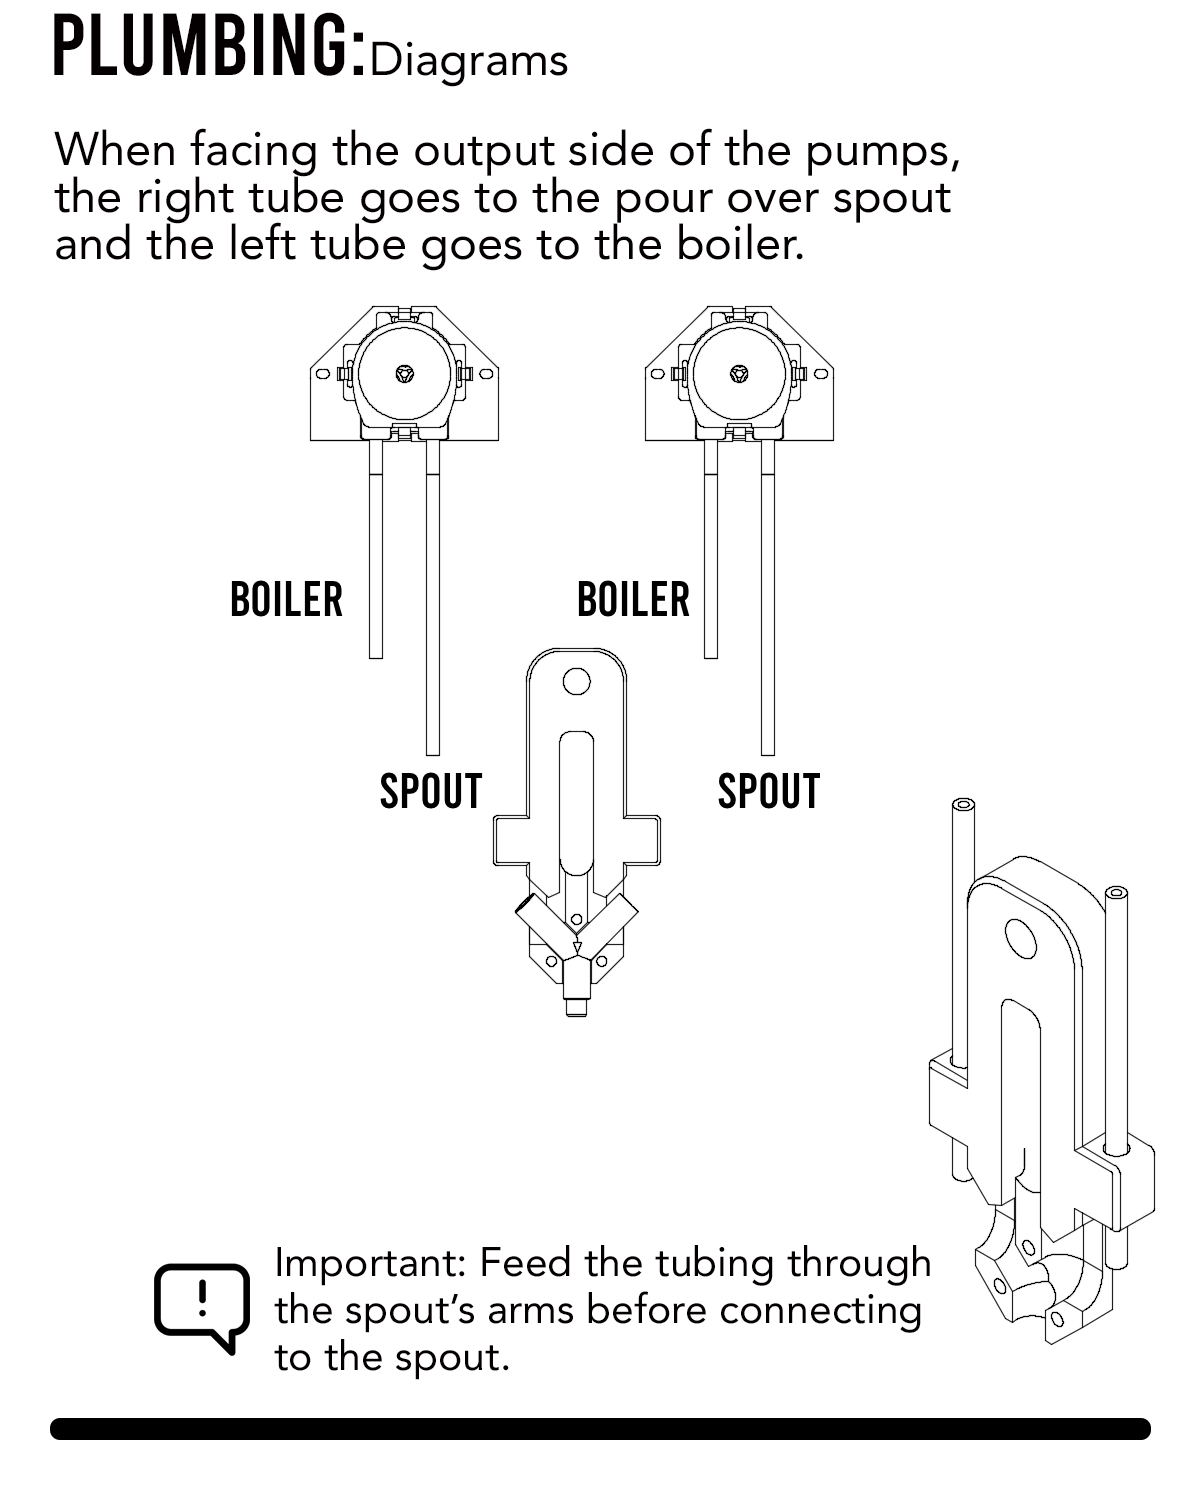 PLUMBING: Diagrams
When facing the output side of the pumps,
the right tube goes to the pour over spout
and the left tube goes to the boiler.
BOILER
BOILER
SPOUT
SPOUT
!
Important: Feed the tubing through
the spout’s arms before connecting
to the spout.